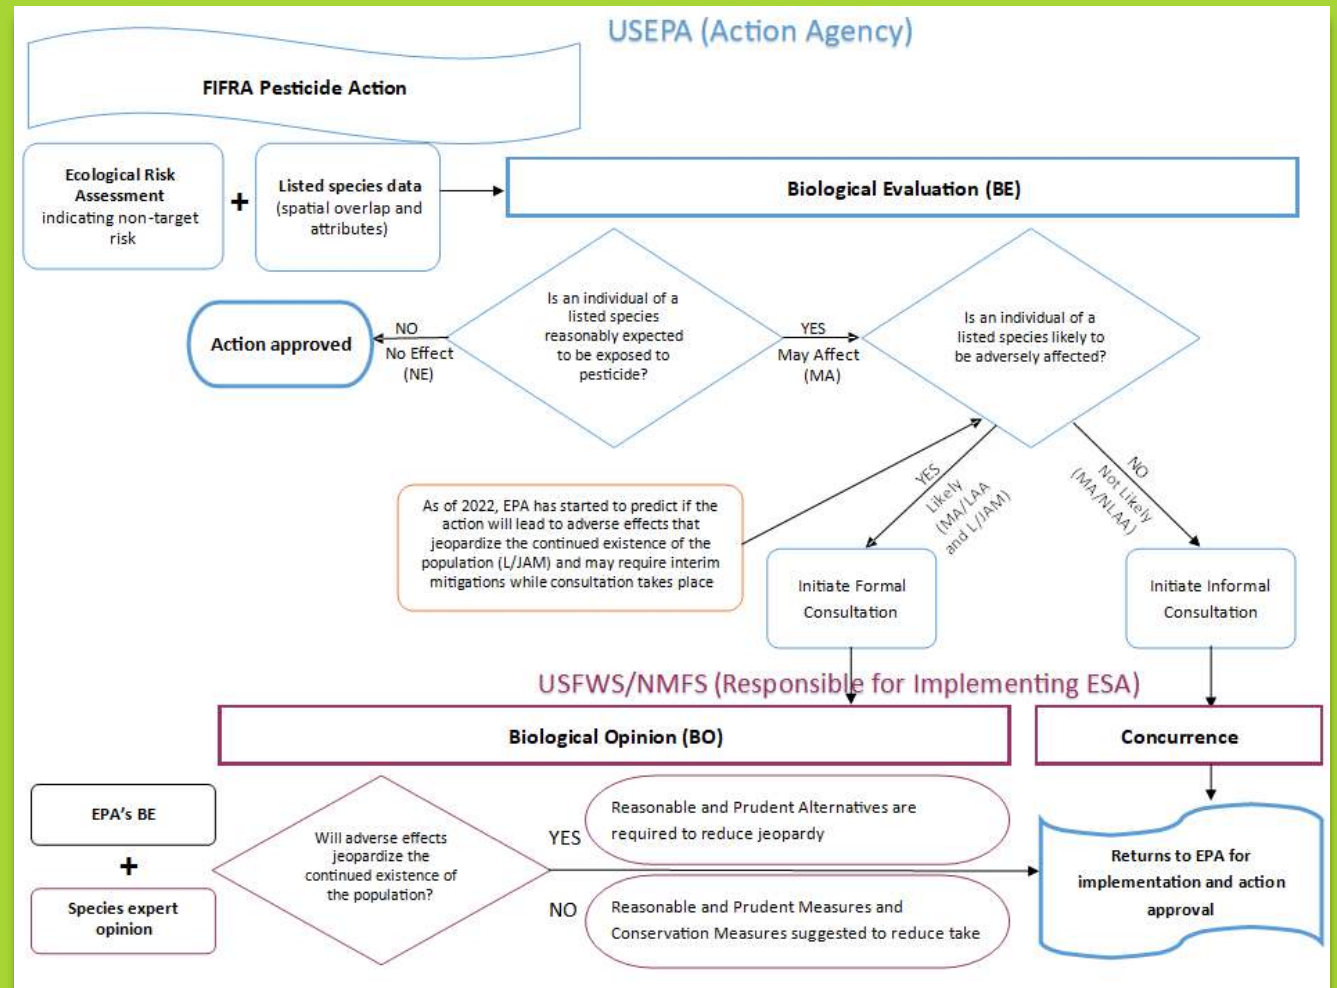 USEPA (Action Agency)
FIFRA Pesticide Action
Ecological Risk
Assessment
indicating non-target
risk
+
Listed species data
(spatial overlap and
attributes)
Biological Evaluation (BE)
Is an individual of a
listed species
reasonably expected
to be exposed to
pesticide?
NO
No Effect
(NE)
Action approved
YES
May Affect
(MA)
Is an individual of a
listed species likely to
be adversely affected?
YES
Likely
(MA/LAA
and L/JAM)
NO
Not Likely
(MA/NLAA)
As of 2022, EPA has started to predict if the
action will lead to adverse effects that
jeopardize the continued existence of the
population (L/JAM) and may require interim
mitigations while consultation takes place
Initiate Formal
Consultation
Initiate Informal
Consultation
USFWS/NMFS (Responsible for Implementing ESA)
Biological Opinion (BO)
Concurrence
EPA's BE
+
Species expert
opinion
Will adverse effects
jeopardize the
continued existence of
the population?
YES
Reasonable and Prudent Alternatives are
required to reduce jeopardy
NO
Reasonable and Prudent Measures and
Conservation Measures suggested to reduce take
Returns to EPA for
implementation and action
approval